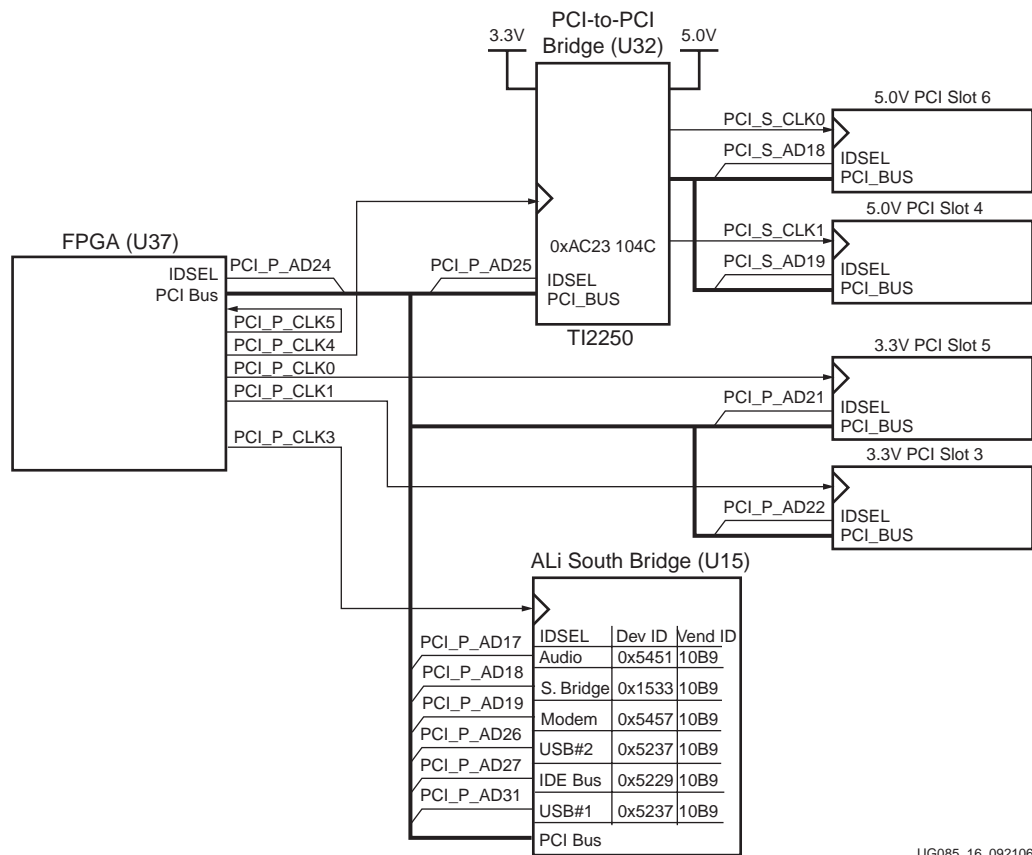 PCI-to-PCI
Bridge (U32)
3.3V
5.0V
0xAC23 104C
IDSEL
PCI_BUS
TI2250
5.0V PCI Slot 6
PCI_S_CLK0
PCI_S_AD18
IDSEL
PCI_BUS
5.0V PCI Slot 4
PCI_S_CLK1
PCI_S_AD19
IDSEL
PCI_BUS
FPGA (U37)
IDSEL
PCI Bus
PCI_P_AD24
PCI_P_AD25
PCI_P_CLK5
PCI_P_CLK4
PCI_P_CLK0
PCI_P_CLK1
PCI_P_CLK3
3.3V PCI Slot 5
PCI_P_AD21
IDSEL
PCI_BUS
3.3V PCI Slot 3
PCI_P_AD22
IDSEL
PCI_BUS
ALi South Bridge (U15)
IDSEL Dev ID Vend ID
PCI_P_AD17 Audio 0x5451 10B9
PCI_P_AD18 S. Bridge 0x1533 10B9
PCI_P_AD19 Modem 0x5457 10B9
PCI_P_AD26 USB#2 0x5237 10B9
PCI_P_AD27 IDE Bus 0x5229 10B9
PCI_P_AD31 USB#1 0x5237 10B9
PCI Bus
UG085_16_092106